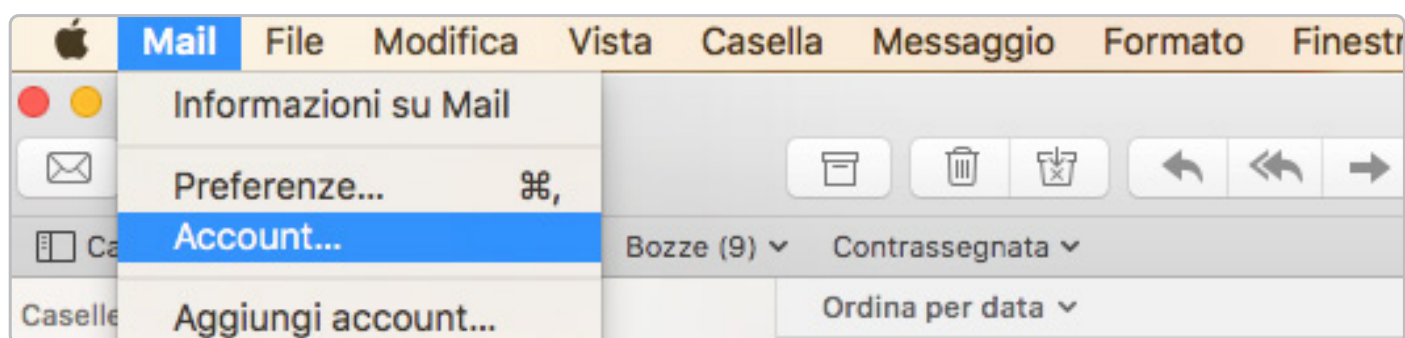 Mail File Modifica Vista Casella Messaggio Formato
Informazioni su Mail
Preferenze... ⌘,
Account...
Bozze (9) Contrassegnata
Ordina per data
Aggiungi account...